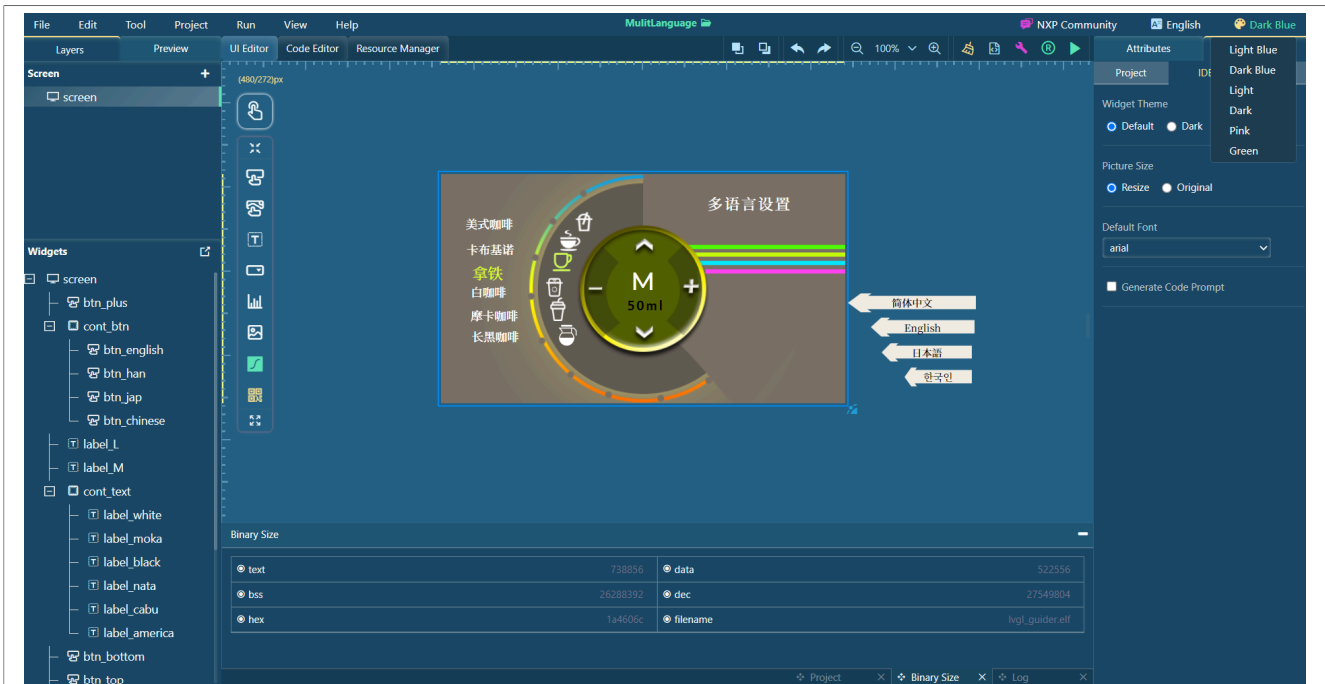 File Edit Tool Project Run View Help MulitLanguage NXP Community English Dark Blue
Layers Preview UI Editor Code Editor Resource Manager 100% Attributes
Light Blue
Dark Blue
Light
Dark
Pink
Green
Screen +
screen
(480/272)px
Project IDE
Widget Theme
Default Dark
Picture Size
Resize Original
Default Font
arial
Generate Code Prompt
多语言设置
美式咖啡
卡布基诺
拿铁
白咖啡
摩卡咖啡
长黑咖啡
M
50ml
简体中文
English
日本語
한국인
Widgets
screen
btn_plus
cont_btn
btn_english
btn_han
btn_jap
btn_chinese
label_L
label_M
cont_text
label_white
label_moka
label_black
label_nata
label_cabu
label_america
btn_bottom
btn_top
Binary Size
text 738856 data 522556
bss 26288392 dec 27549804
hex 1a4606c filename lvgl_guider.elf
Project Binary Size Log